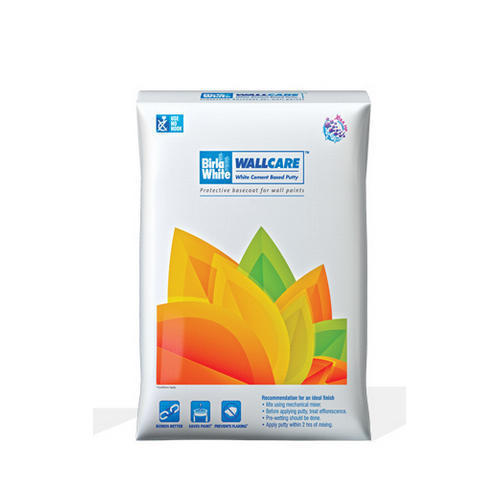 USE
NO
HOOK
Birla
White
WALLCARE™
White Cement Based Putty
Protective basecoat for wall paints
Recommendation for an ideal finish
• Mix using mechanical mixer.
• Before applying putty, treat efflorescence.
• Pre-wetting should be done.
• Apply putty within 2 hrs of mixing.
BONDS BETTER
SAVES PAINT*
PREVENTS FLAKING*